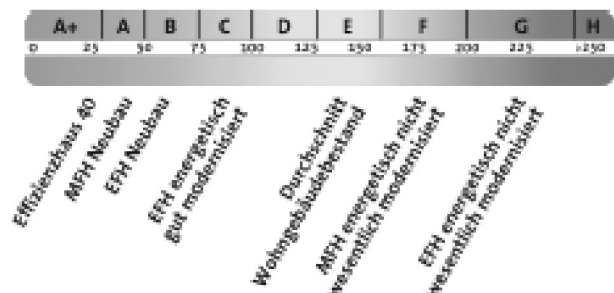 A+ A B C D E F G H
0 25 50 75 100 125 150 175 200 225 >250
Effizienzhaus 40
MFH Neubau
EFH Neubau
EFH energetisch
gut modernisiert
Durchschnitt
Wohngebäudebestand
MFH energetisch nicht
wesentlich modernisiert
EFH energetisch nicht
wesentlich modernisiert